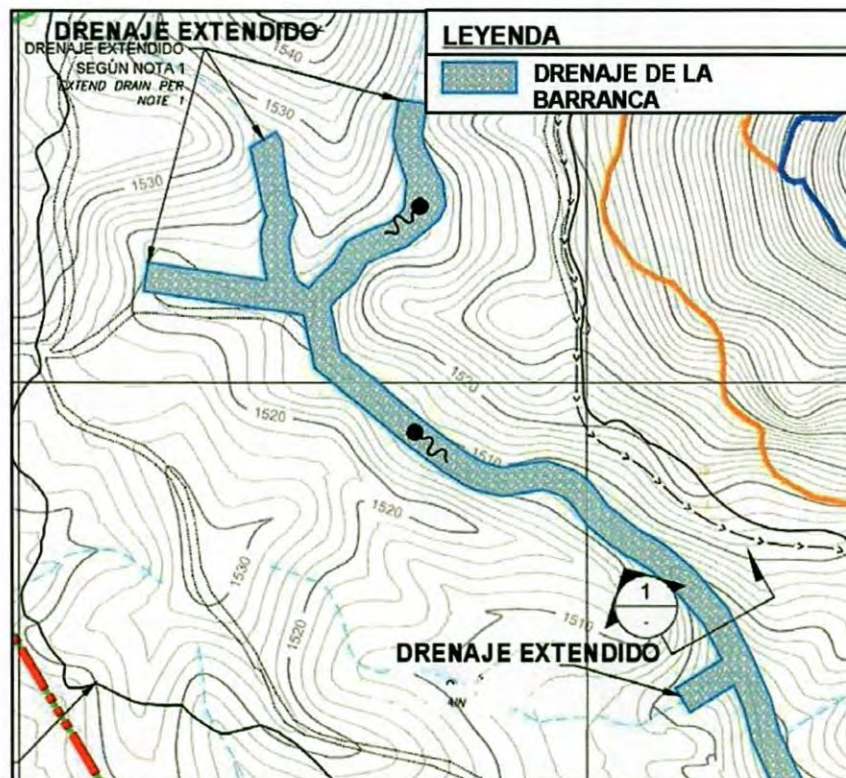 DRENAJE EXTENDIDO
DRENAJE EXTENDIDO
SEGÚN NOTA 1
EXTEND DRAIN PER
NOTE 1
LEYENDA
DRENAJE DE LA
BARRANCA
1540
1530
1530
1520
1520
1510
1520
1530
1520
1510
1
-
DRENAJE EXTENDIDO